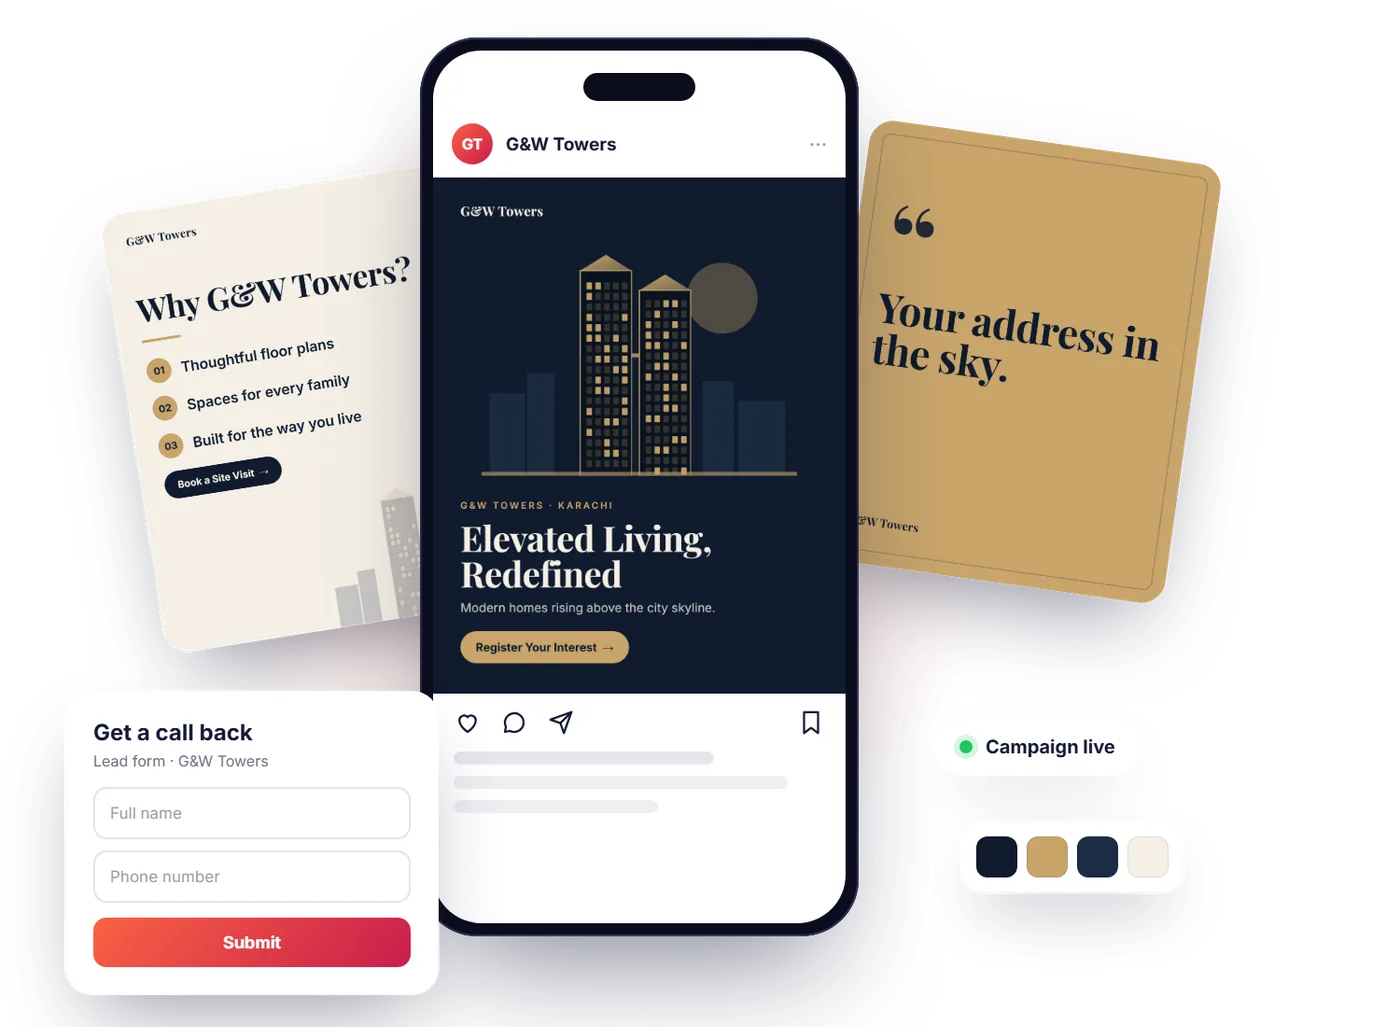 GT
G&W Towers
G&W Towers
G&W TOWERS · KARACHI
Elevated Living,
Redefined
Modern homes rising above the city skyline.
Register Your Interest →
G&W Towers
Why G&W Towers?
01 Thoughtful floor plans
02 Spaces for every family
03 Built for the way you live
Book a Site Visit →
“
Your address in
the sky.
&W Towers
Get a call back
Lead form · G&W Towers
Full name
Phone number
Submit
Campaign live